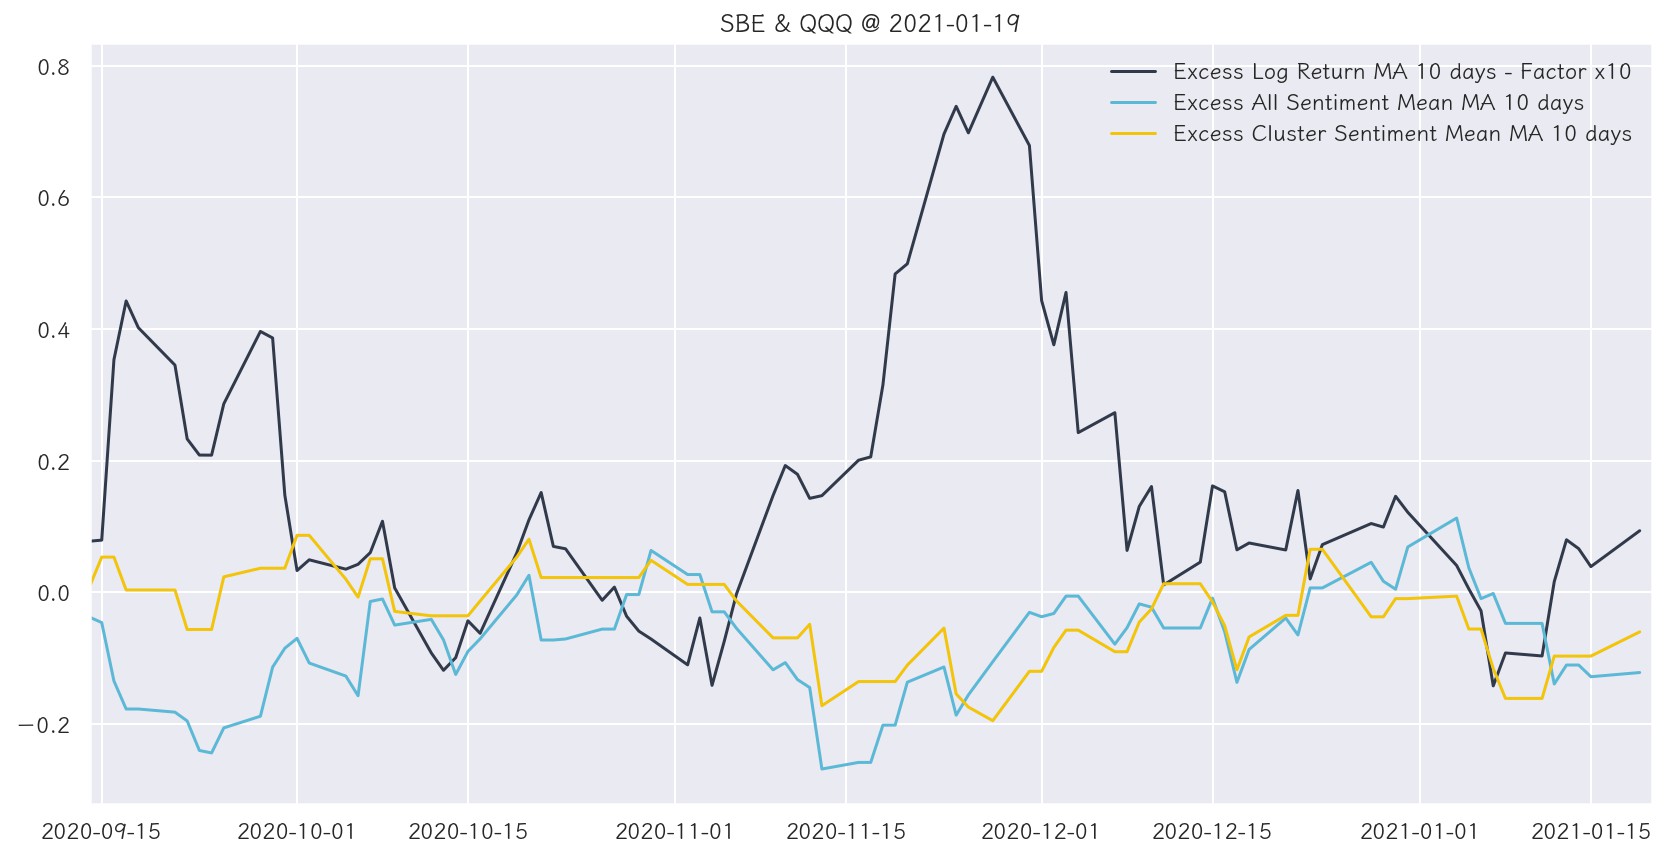 SBE & QQQ @ 2021-01-19
Excess Log Return MA 10 days - Factor x10
Excess All Sentiment Mean MA 10 days
Excess Cluster Sentiment Mean MA 10 days
0.8
0.6
0.4
0.2
0.0
−0.2
2020-09-15 2020-10-01 2020-10-15 2020-11-01 2020-11-15 2020-12-01 2020-12-15 2021-01-01 2021-01-15